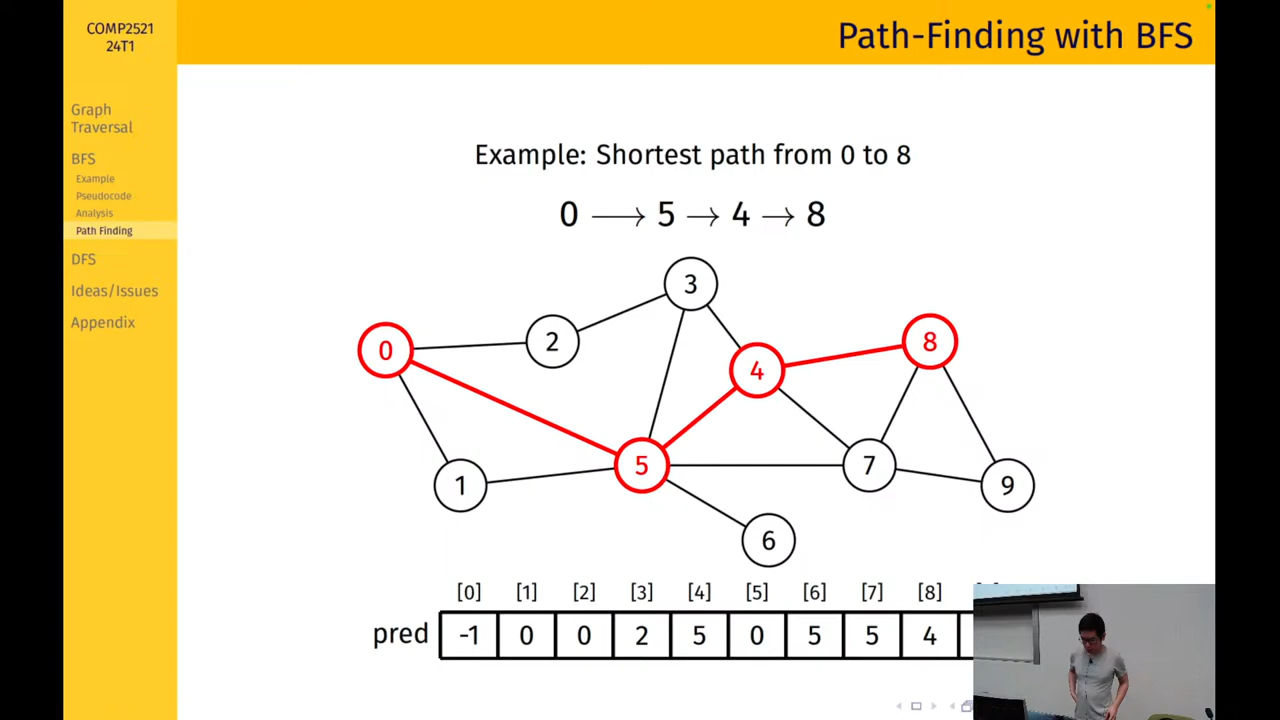 COMP2521
24T1
Path-Finding with BFS
Graph
Traversal
BFS
Example
Pseudocode
Analysis
Path Finding
DFS
Ideas/Issues
Appendix
Example: Shortest path from 0 to 8
0 ⟶ 5 → 4 → 8
3
0
2
8
4
5
7
1
9
6
[0] [1] [2] [3] [4] [5] [6] [7] [8]
pred -1 0 0 2 5 0 5 5 4